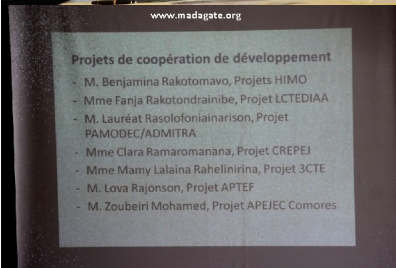 www.madagate.org
Projets de coopération de développement
- M. Benjamina Rakotomavo, Projets HIMO
- Mme Fanja Rakotondrainibe, Projet LCTEDIAA
- M. Lauréat Rasolofoniainarison, Projet
PAMODEC/ADMITRA
- Mme Clara Ramaromanana, Projet CREPEJ
- Mme Mamy Lalaina Rahelinirina, Projet 3CTE
- M. Lova Rajonson, Projet APTEF
- M. Zoubeiri Mohamed, Projet APEJEC Comores